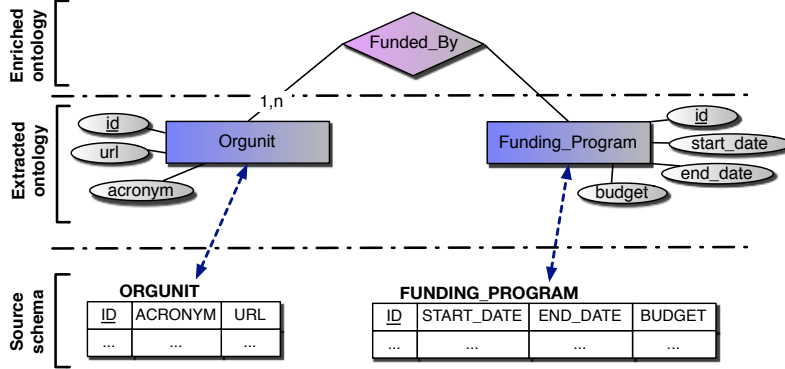 Enriched
ontology
Funded_By
1,n
Extracted
ontology
id
url
acronym
Orgunit
Funding_Program
id
start_date
end_date
budget
Source
schema
ORGUNIT
ID ACRONYM URL
... ... ...
FUNDING_PROGRAM
ID START_DATE END_DATE BUDGET
... ... ... ...